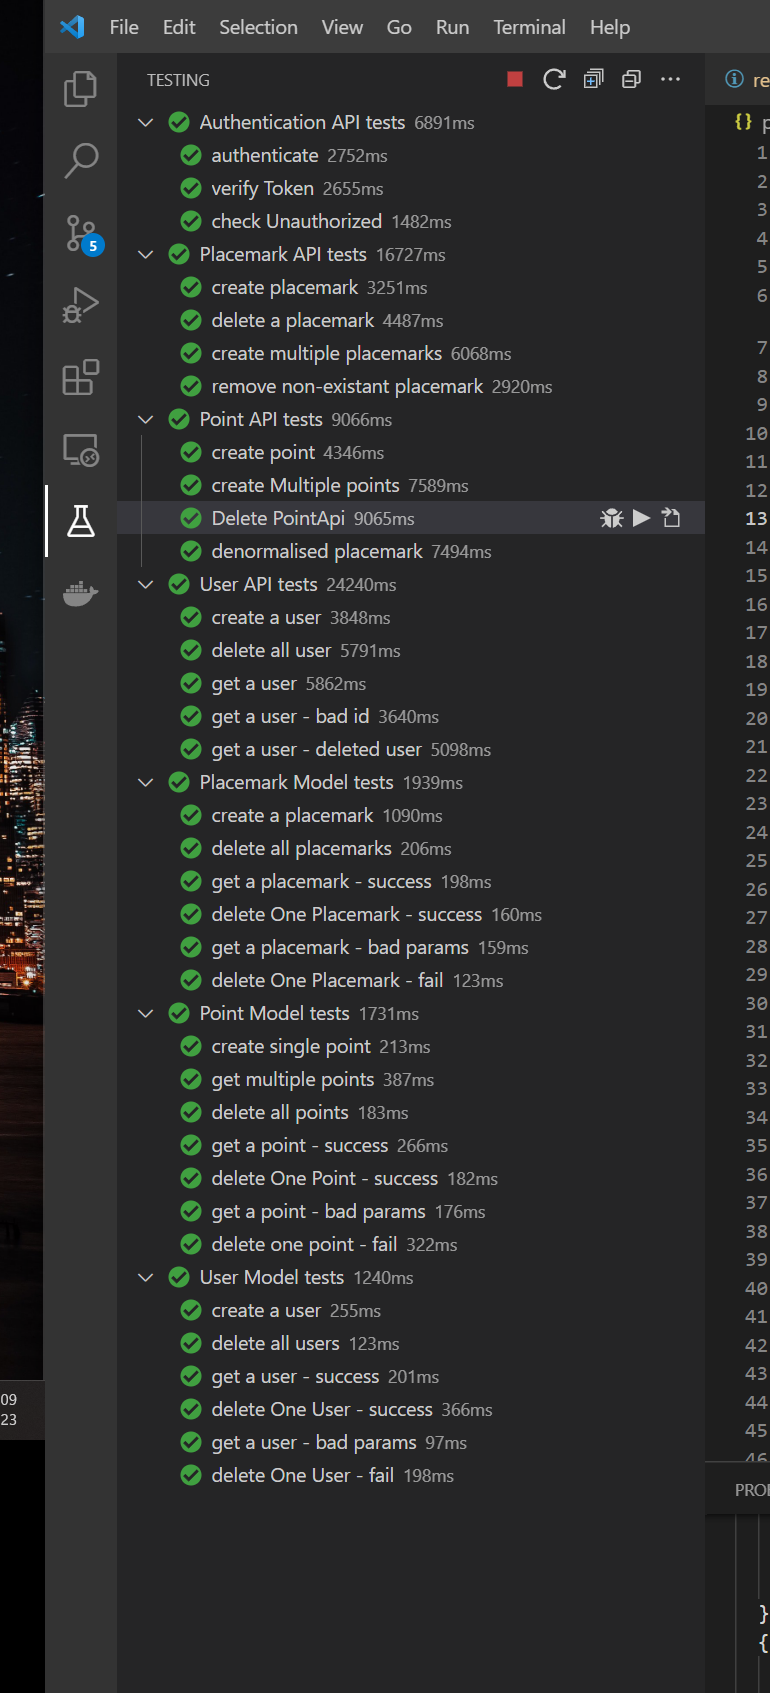 File Edit Selection View Go Run Terminal Help
TESTING
re
Authentication API tests 6891ms
{} p
authenticate 2752ms
verify Token 2655ms
check Unauthorized 1482ms
Placemark API tests 16727ms
create placemark 3251ms
delete a placemark 4487ms
create multiple placemarks 6068ms
remove non-existant placemark 2920ms
Point API tests 9066ms
create point 4346ms
create Multiple points 7589ms
Delete PointApi 9065ms
denormalised placemark 7494ms
User API tests 24240ms
create a user 3848ms
delete all user 5791ms
get a user 5862ms
get a user - bad id 3640ms
get a user - deleted user 5098ms
Placemark Model tests 1939ms
create a placemark 1090ms
delete all placemarks 206ms
get a placemark - success 198ms
delete One Placemark - success 160ms
get a placemark - bad params 159ms
delete One Placemark - fail 123ms
Point Model tests 1731ms
create single point 213ms
get multiple points 387ms
delete all points 183ms
get a point - success 266ms
delete One Point - success 182ms
get a point - bad params 176ms
delete one point - fail 322ms
User Model tests 1240ms
create a user 255ms
delete all users 123ms
get a user - success 201ms
delete One User - success 366ms
get a user - bad params 97ms
delete One User - fail 198ms
5
09
23
1
2
3
4
5
6
7
8
9
10
11
12
13
14
15
16
17
18
19
20
21
22
23
24
25
26
27
28
29
30
31
32
33
34
35
36
37
38
39
40
41
42
43
44
45
46
PROI
}
{